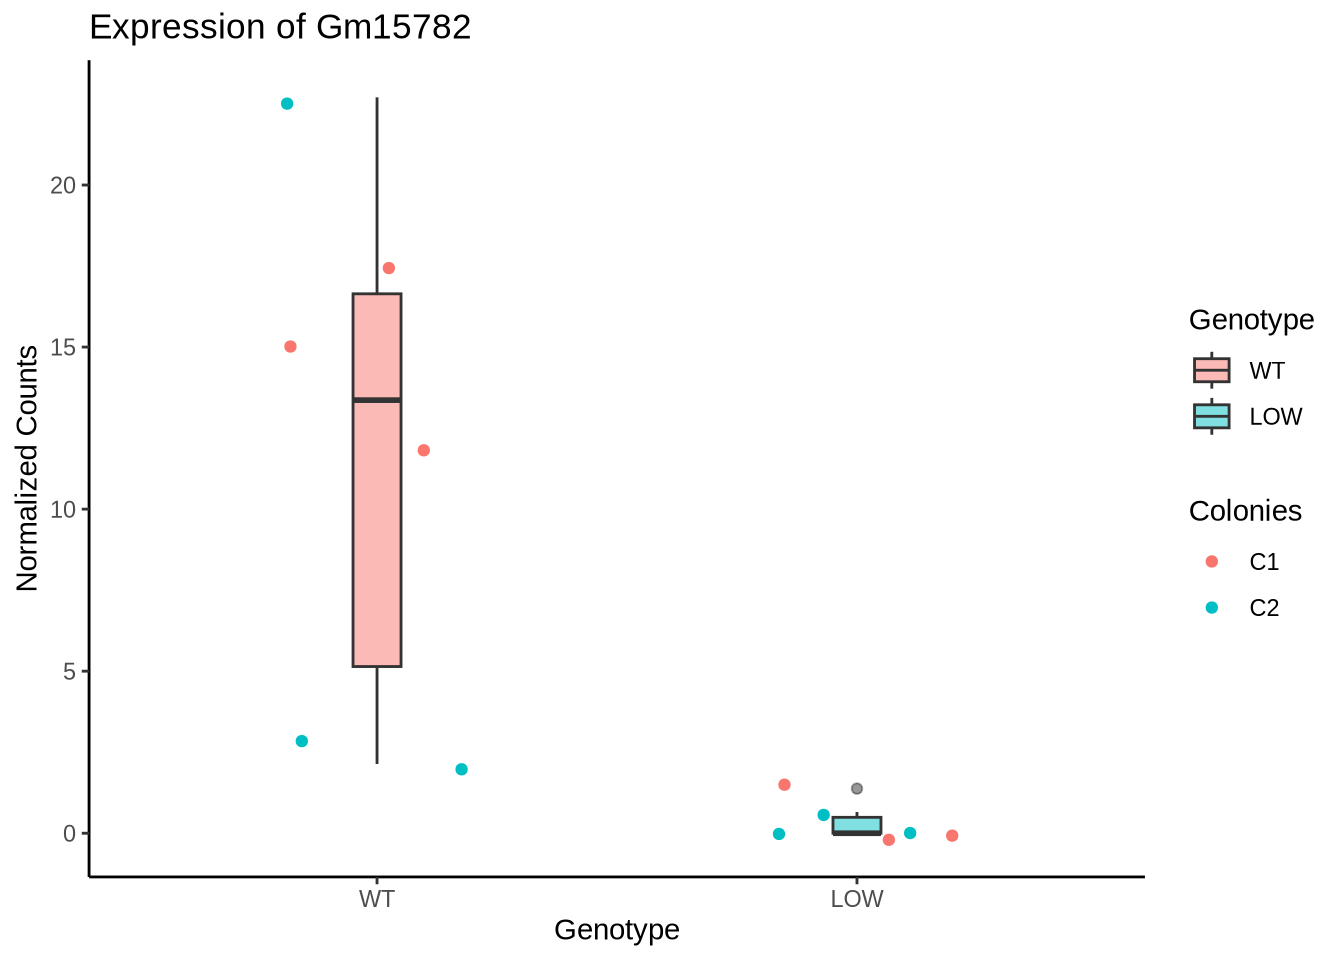 Expression of Gm15782
Normalized Counts
20
15
10
5
0
WT
LOW
Genotype
Genotype
WT
LOW
Colonies
C1
C2